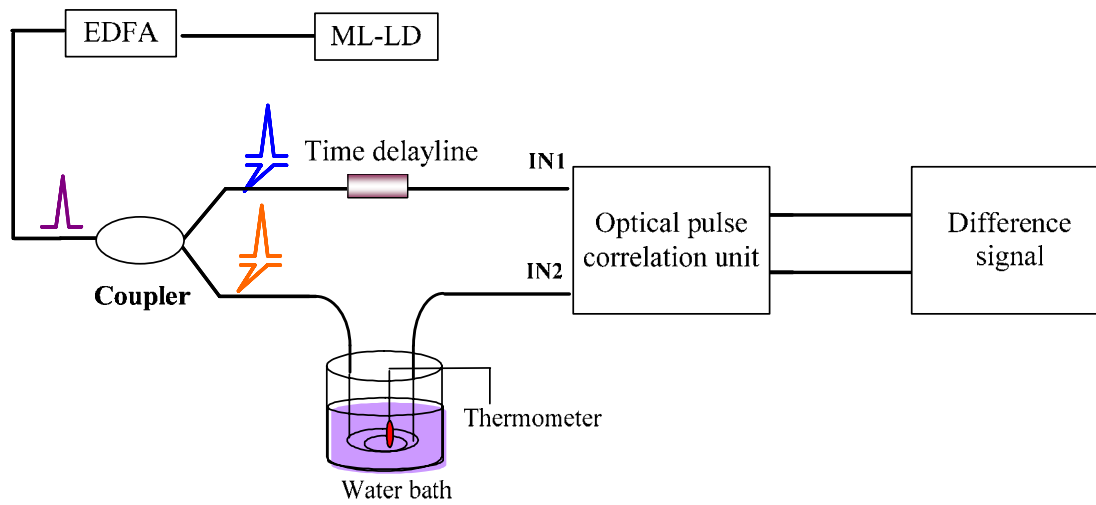 EDFA
ML-LD
Time delayline
IN1
Optical pulse
correlation unit
Difference
signal
IN2
Coupler
Thermometer
Water bath